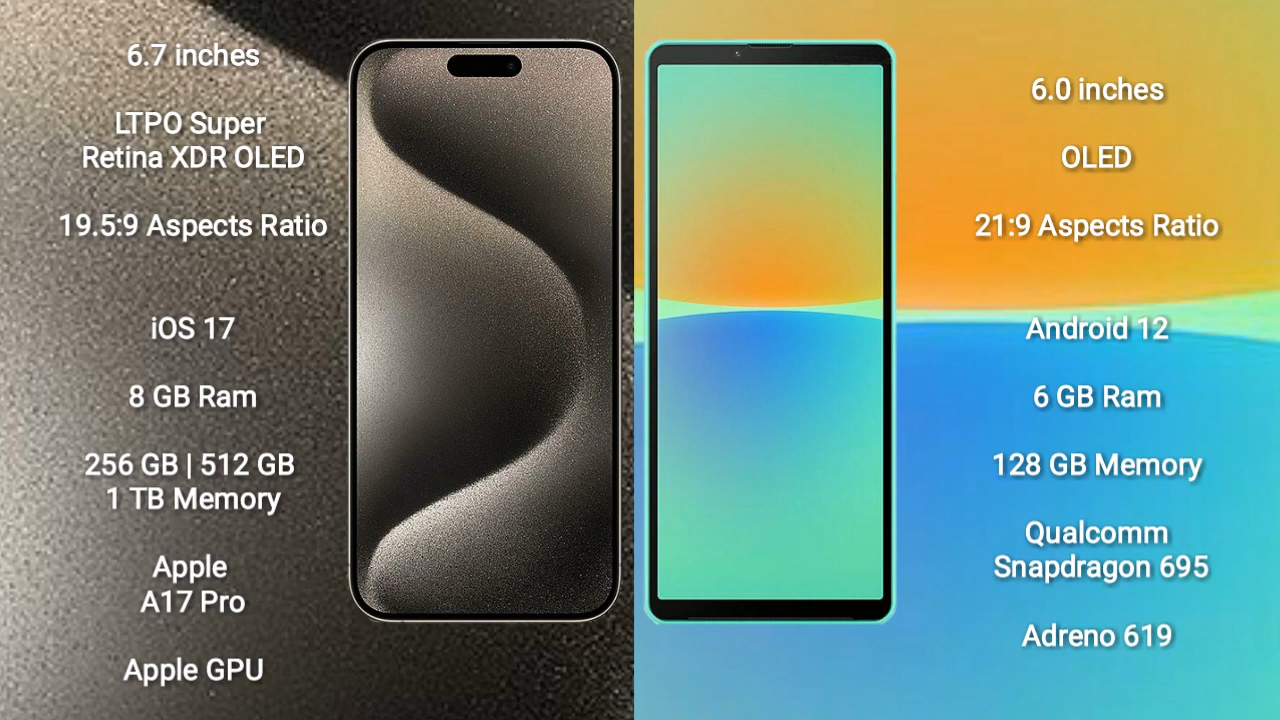 6.7 inches
LTPO Super
Retina XDR OLED
19.5:9 Aspects Ratio
iOS 17
8 GB Ram
256 GB | 512 GB
1 TB Memory
Apple
A17 Pro
Apple GPU
6.0 inches
OLED
21:9 Aspects Ratio
Android 12
6 GB Ram
128 GB Memory
Qualcomm
Snapdragon 695
Adreno 619